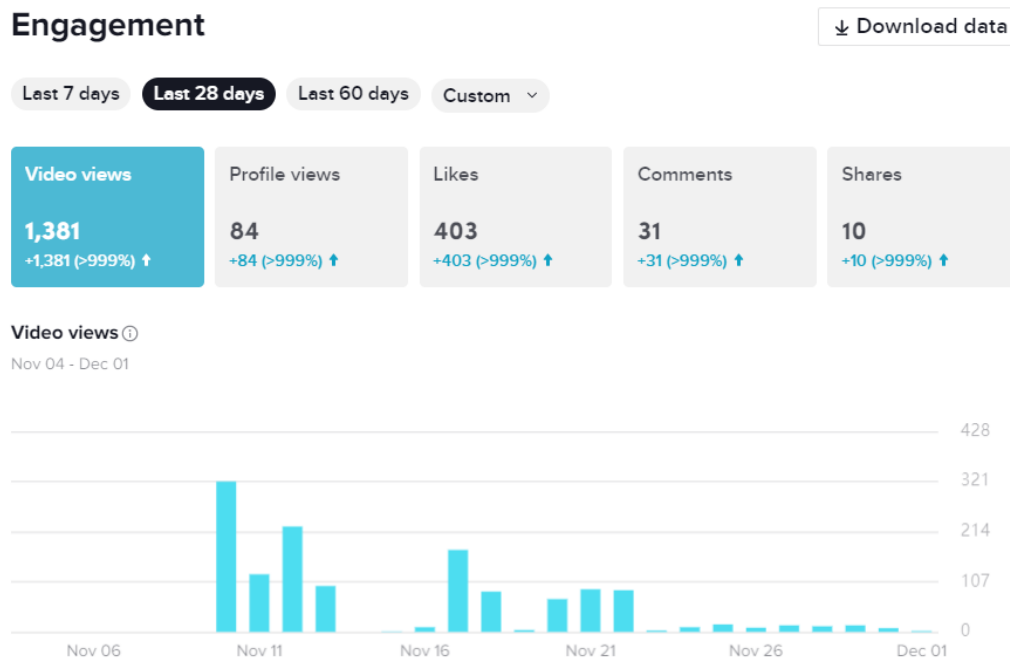 Engagement
Download data
Last 7 days Last 28 days Last 60 days Custom
Video views Profile views Likes Comments Shares
1,381 84 403 31 10
+1,381 (>999%) +84 (>999%) +403 (>999%) +31 (>999%) +10 (>999%)
Video views
Nov 04 - Dec 01
428
321
214
107
0
Nov 06 Nov 11 Nov 16 Nov 21 Nov 26 Dec 01